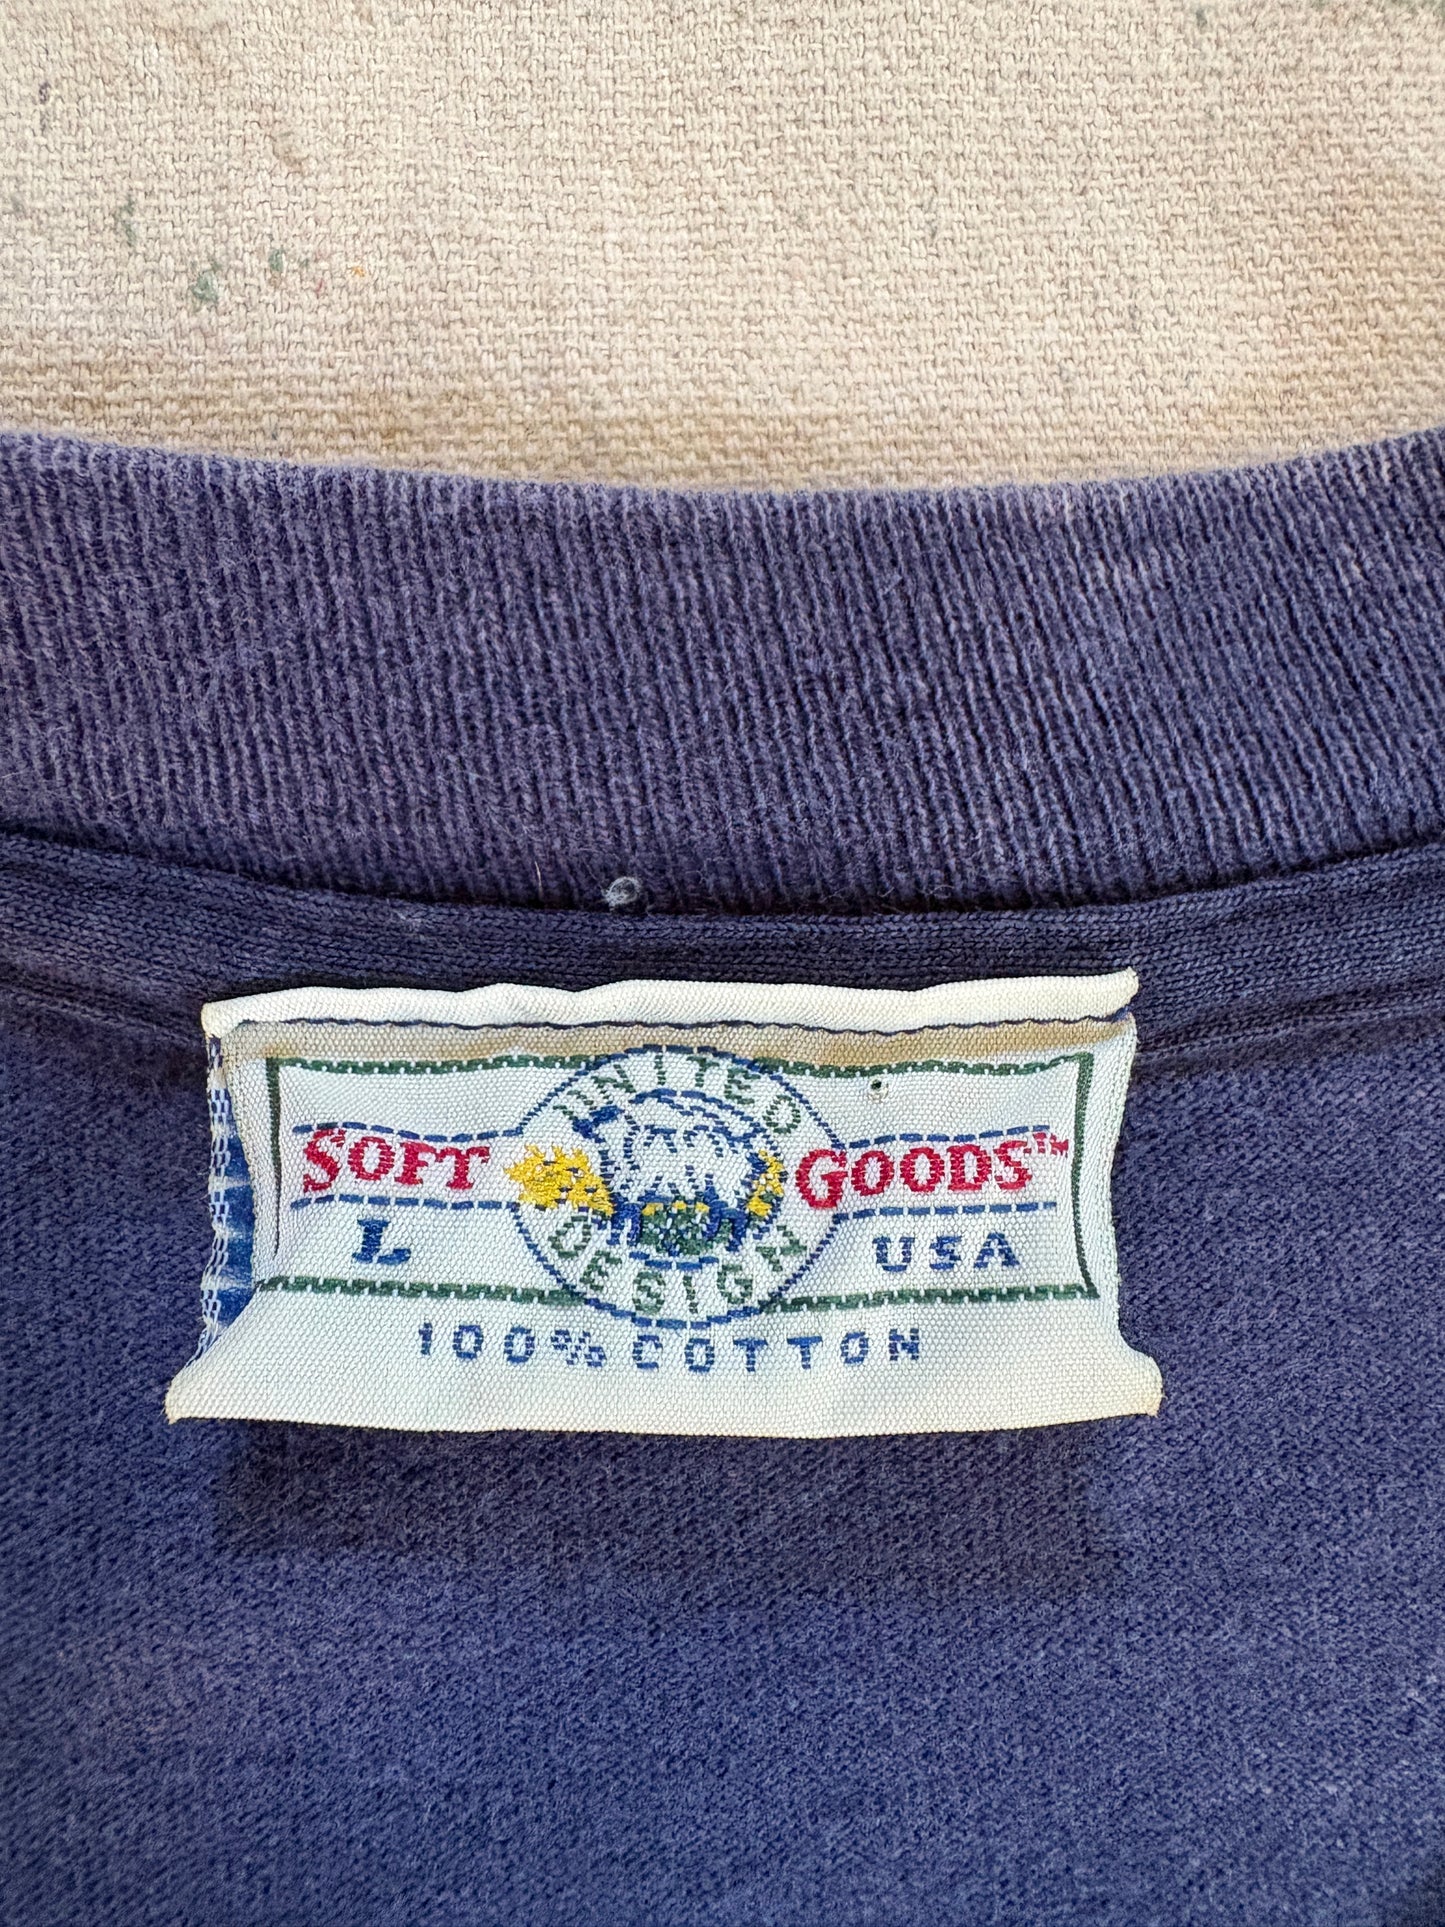 UNITED
SOFT GOODS™
L USA
DESIGN
100% COTTON